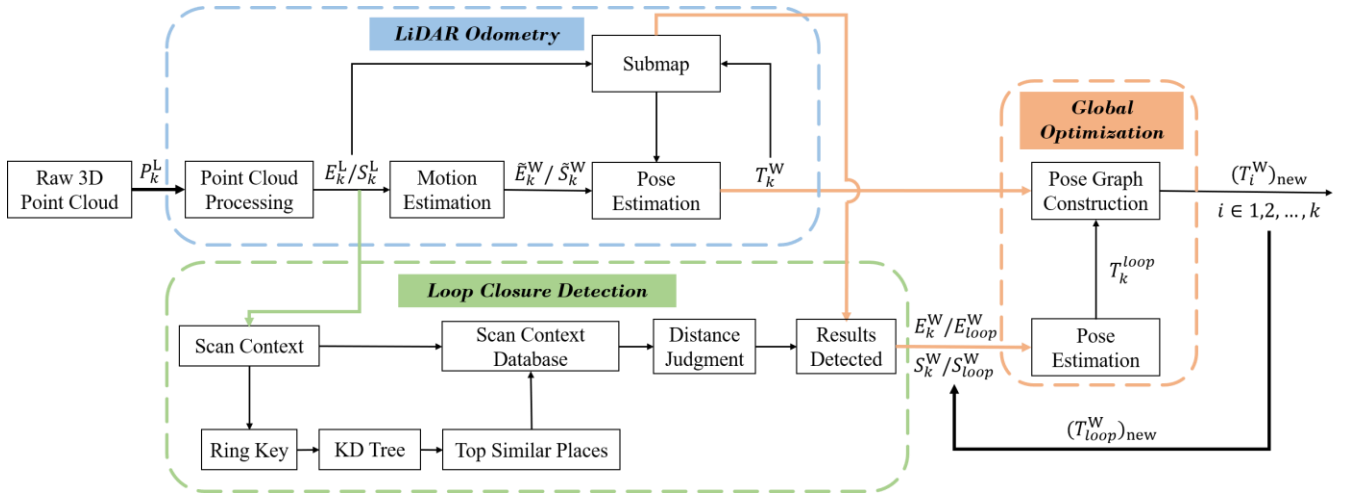 LiDAR Odometry
Submap
Global
Optimization
P_k^L
E_k^L/S_k^L
Ẽ_k^W/ S̃_k^W
T_k^W
Raw 3D
Point Cloud
Point Cloud
Processing
Motion
Estimation
Pose
Estimation
Pose Graph
Construction
(T_i^W)_new
i ∈ 1,2, … , k
T_k^loop
Loop Closure Detection
Scan Context
Scan Context
Database
Distance
Judgment
Results
Detected
E_k^W/E_loop^W
S_k^W/S_loop^W
Pose
Estimation
(T_loop^W)_new
Ring Key
KD Tree
Top Similar Places